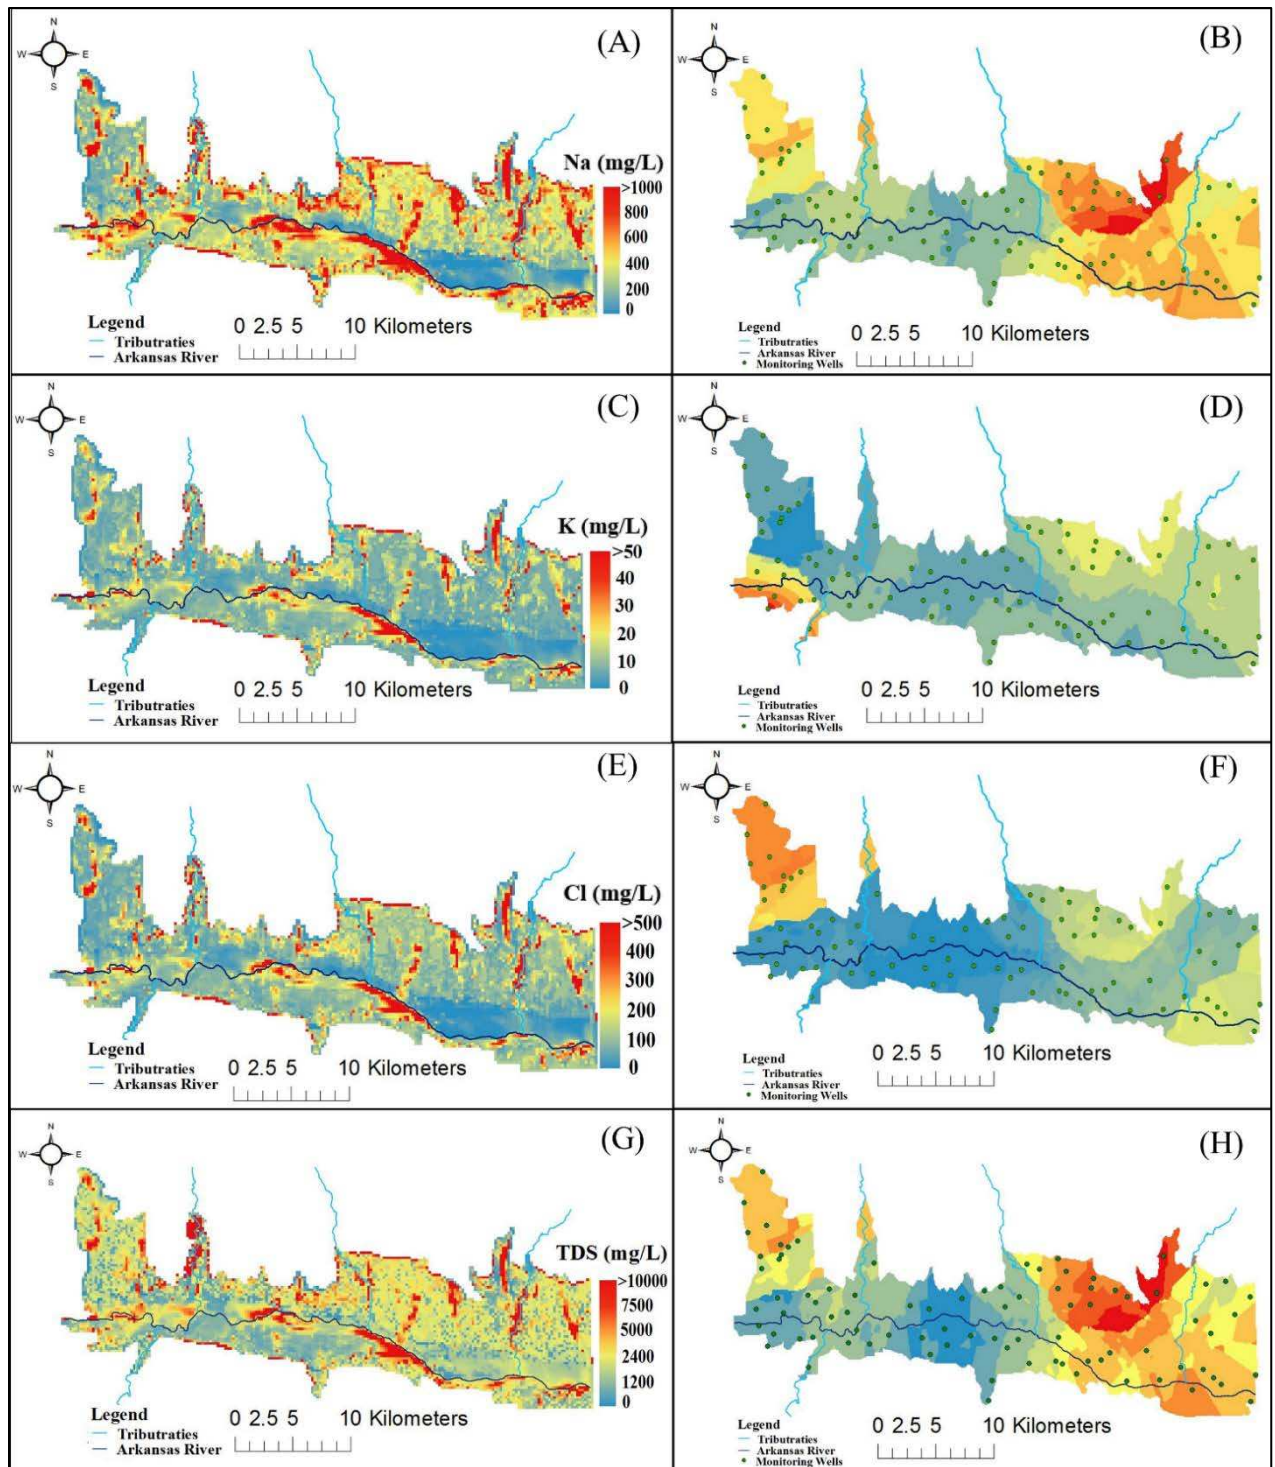 N
(A)
W E
S
Na (mg/L)
>1000
800
600
400
200
0
Legend
Tributraties
Arkansas River
0 2.5 5 10 Kilometers
N
(B)
W E
S
Legend
Tributraties
Arkansas River
Monitoring Wells
0 2.5 5 10 Kilometers
N
(C)
W E
S
K (mg/L)
>50
40
30
20
10
0
Legend
Tributraties
Arkansas River
0 2.5 5 10 Kilometers
N
(D)
W E
S
Legend
Tributraties
Arkansas River
Monitoring Wells
0 2.5 5 10 Kilometers
N
(E)
W E
S
Cl (mg/L)
>500
400
300
200
100
0
Legend
Tributraties
Arkansas River
0 2.5 5 10 Kilometers
N
(F)
W E
S
Legend
Tributraties
Arkansas River
Monitoring Wells
0 2.5 5 10 Kilometers
N
(G)
W E
S
TDS (mg/L)
>10000
7500
5000
2400
1200
0
Legend
Tributraties
Arkansas River
0 2.5 5 10 Kilometers
N
(H)
W E
S
Legend
Tributraties
Arkansas River
Monitoring Wells
0 2.5 5 10 Kilometers